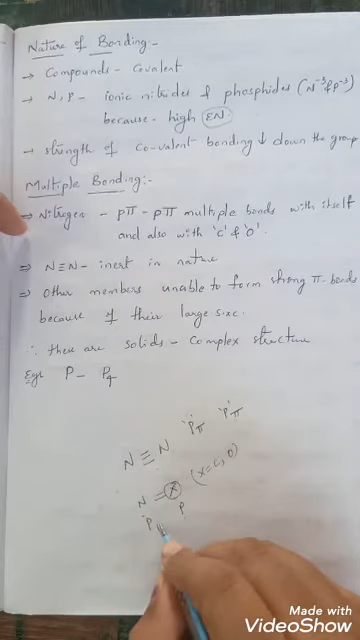 Nature of Bonding -
→ Compounds - Covalent
→ N, P - ionic nitrides & phosphides (N⁻³ & P⁻³)
because - high EN
→ strength of co-valent bonding ↓ down the group
Multiple Bonding:-
⇒ Nitrogen - pπ - pπ multiple bonds with itself
and also with 'C' & 'O'.
⇒ N≡N - inert in nature
⇒ Other members unable to form strong π-bonds
because of their large size.
∴ they are solids - Complex structure
Eg:- P - P₄
N≡N pπ pπ
N=X (X=C, O)
P P
Made with
VideoShow